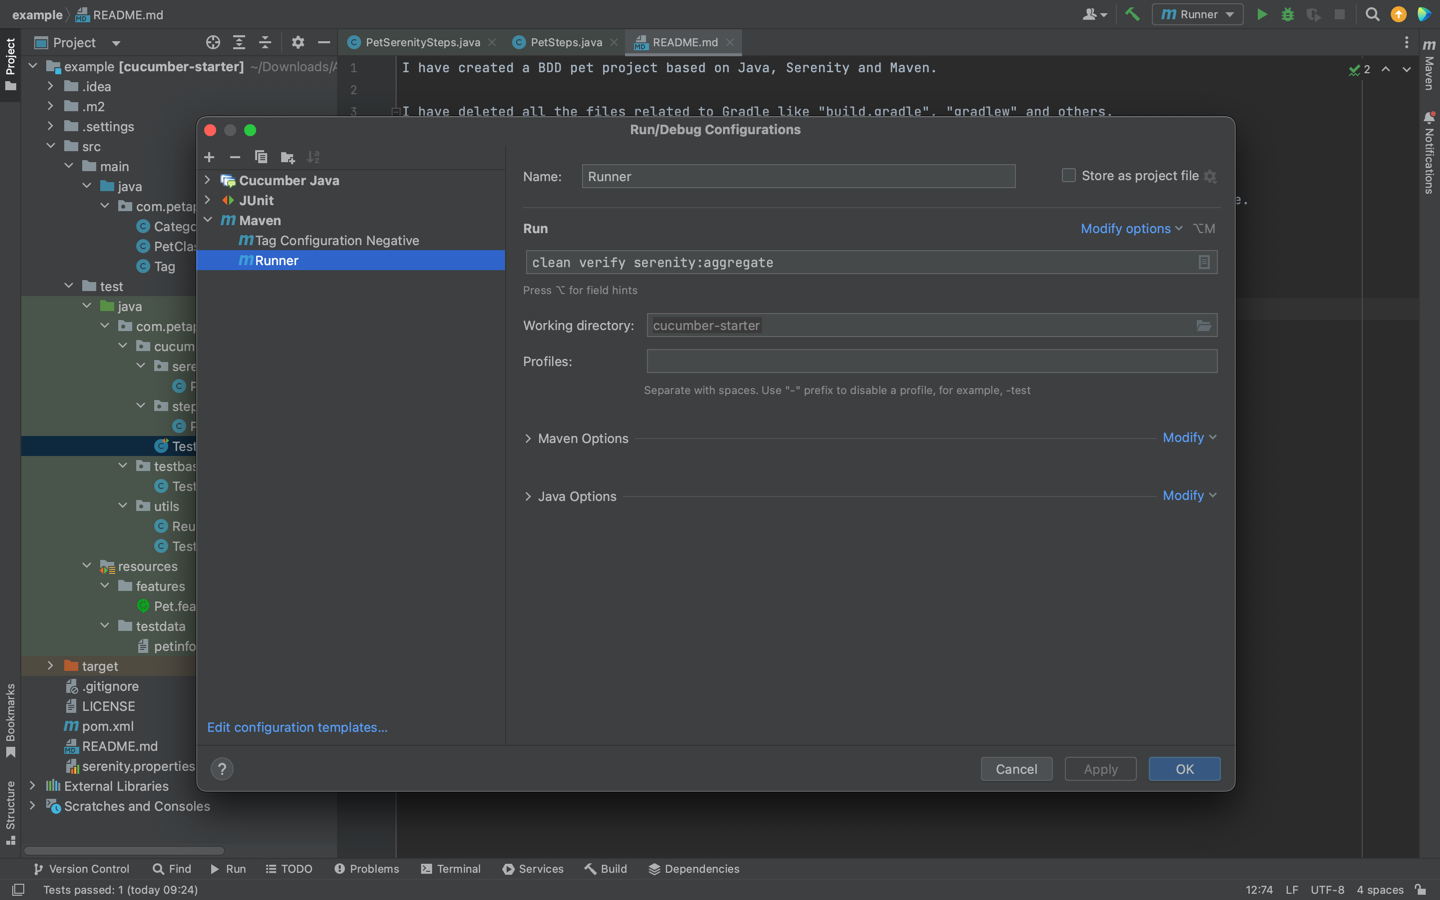 example
README.md
Runner
Project
PetSerenitySteps.java
PetSteps.java
README.md
Project
example [cucumber-starter] ~/Downloads/
.idea
.m2
.settings
src
main
java
com.petap
Catego
PetClas
Tag
test
java
com.petap
cucum
sere
step
Test
testbas
Test
utils
Reu
Test
resources
features
Pet.fea
testdata
petinfo
target
.gitignore
LICENSE
pom.xml
README.md
serenity.properties
External Libraries
Scratches and Consoles
Bookmarks
Structure
1
I have created a BDD pet project based on Java, Serenity and Maven.
2
3
I have deleted all the files related to Gradle like "build.gradle", "gradlew" and others.
e.
2
Maven
Notifications
Run/Debug Configurations
Cucumber Java
JUnit
Maven
Tag Configuration Negative
Runner
Edit configuration templates...
Name:
Runner
Store as project file
Run
Modify options
⌥M
clean verify serenity:aggregate
Press ⌥ for field hints
Working directory:
cucumber-starter
Profiles:
Separate with spaces. Use "-" prefix to disable a profile, for example, -test
Maven Options
Modify
Java Options
Modify
?
Cancel
Apply
OK
Version Control
Find
Run
TODO
Problems
Terminal
Services
Build
Dependencies
Tests passed: 1 (today 09:24)
12:74
LF
UTF-8
4 spaces